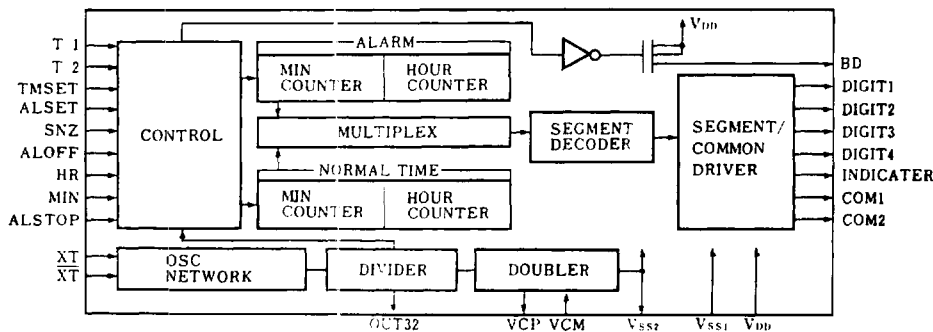 VDD
T 1
ALARM
T 2
BD
MIN COUNTER
HOUR COUNTER
TMSET
DIGIT1
ALSET
DIGIT2
SNZ
CONTROL
MULTIPLEX
SEGMENT DECODER
SEGMENT/ COMMON DRIVER
DIGIT3
ALOFF
DIGIT4
HR
NORMAL TIME
INDICATER
MIN
MIN COUNTER
HOUR COUNTER
COM1
ALSTOP
COM2
XT
OSC NETWORK
DIVIDER
DOUBLER
XT
OUT32
VCP
VCM
VSS2
VSS1
VDD